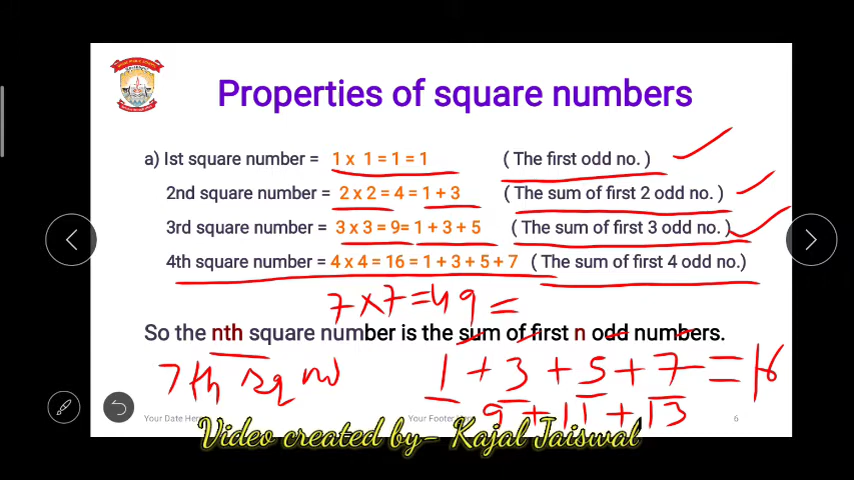 Properties of square numbers
a) Ist square number = 1 x 1 = 1 = 1 ( The first odd no. )
2nd square number = 2 x 2 = 4 = 1 + 3 ( The sum of first 2 odd no. )
3rd square number = 3 x 3 = 9= 1 + 3 + 5 ( The sum of first 3 odd no. )
4th square number = 4 x 4 = 16 = 1 + 3 + 5 + 7 ( The sum of first 4 odd no.)
7 x 7 = 49 =
So the nth square number is the sum of first n odd numbers.
7th sq no 1 + 3 + 5 + 7 = 16
9 + 11 + 13
Your Date Here Your Footer Here 6
Video created by- Kajal Jaiswal